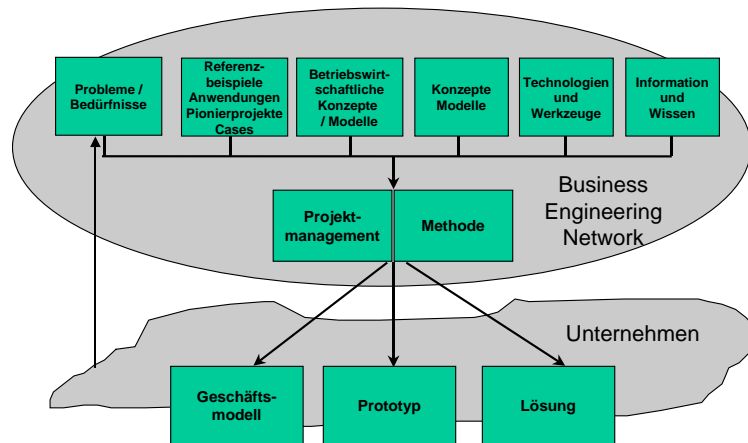 Probleme /
Bedürfnisse
Referenz-
beispiele
Anwendungen
Pionierprojekte
Cases
Betriebswirt-
schaftliche
Konzepte
/ Modelle
Konzepte
Modelle
Technologien
und
Werkzeuge
Information
und
Wissen
Projekt-
management
Methode
Business
Engineering
Network
Unternehmen
Geschäfts-
modell
Prototyp
Lösung